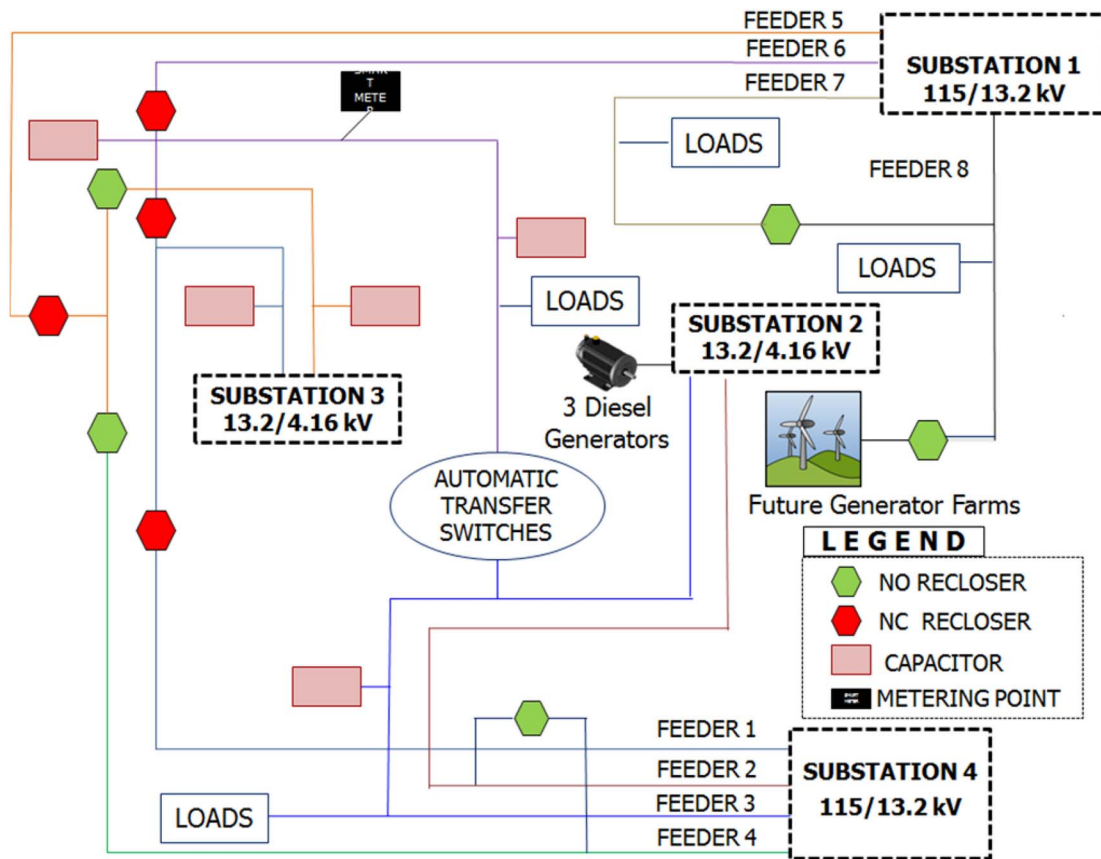 FEEDER 5
FEEDER 6
FEEDER 7
SUBSTATION 1
115/13.2 kV
SMAR
T
METE
R
LOADS
FEEDER 8
LOADS
LOADS
SUBSTATION 2
13.2/4.16 kV
SUBSTATION 3
13.2/4.16 kV
3 Diesel
Generators
AUTOMATIC
TRANSFER
SWITCHES
Future Generator Farms
LEGEND
NO RECLOSER
NC RECLOSER
CAPACITOR
METERING POINT
FEEDER 1
FEEDER 2
FEEDER 3
FEEDER 4
SUBSTATION 4
115/13.2 kV
LOADS